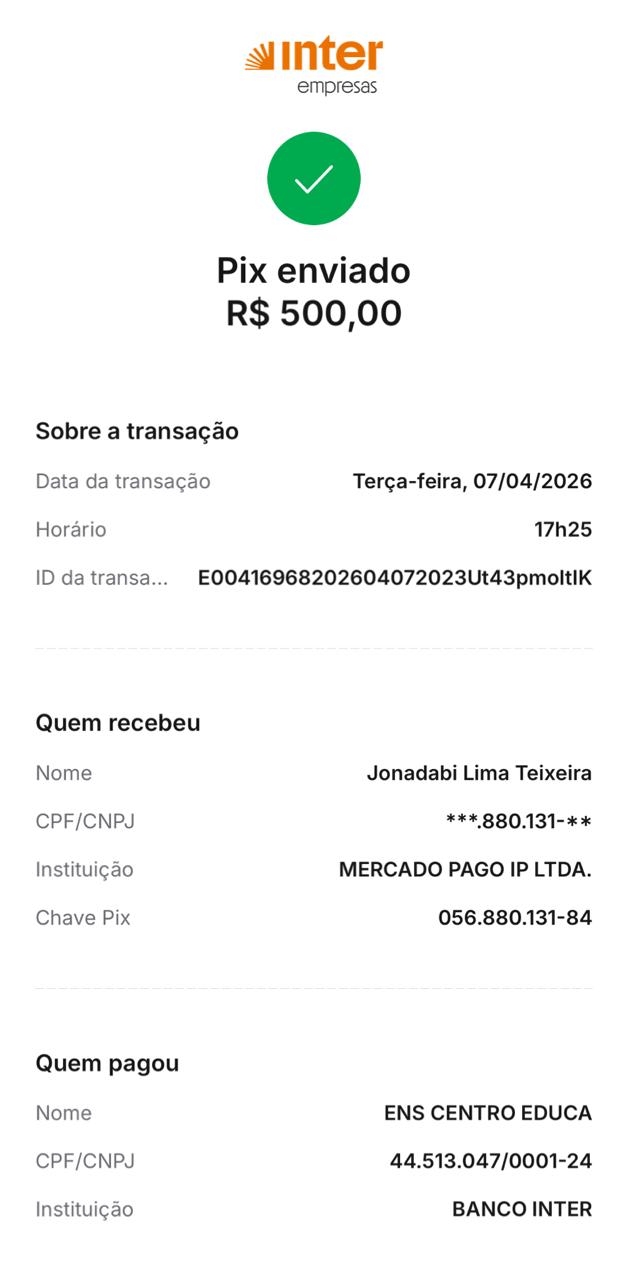 inter
empresas
Pix enviado
R$ 500,00
Sobre a transação
Data da transação Terça-feira, 07/04/2026
Horário 17h25
ID da transa... E00416968202604072023Ut43pmoItIK
Quem recebeu
Nome Jonadabi Lima Teixeira
CPF/CNPJ ***.880.131-**
Instituição MERCADO PAGO IP LTDA.
Chave Pix 056.880.131-84
Quem pagou
Nome ENS CENTRO EDUCA
CPF/CNPJ 44.513.047/0001-24
Instituição BANCO INTER